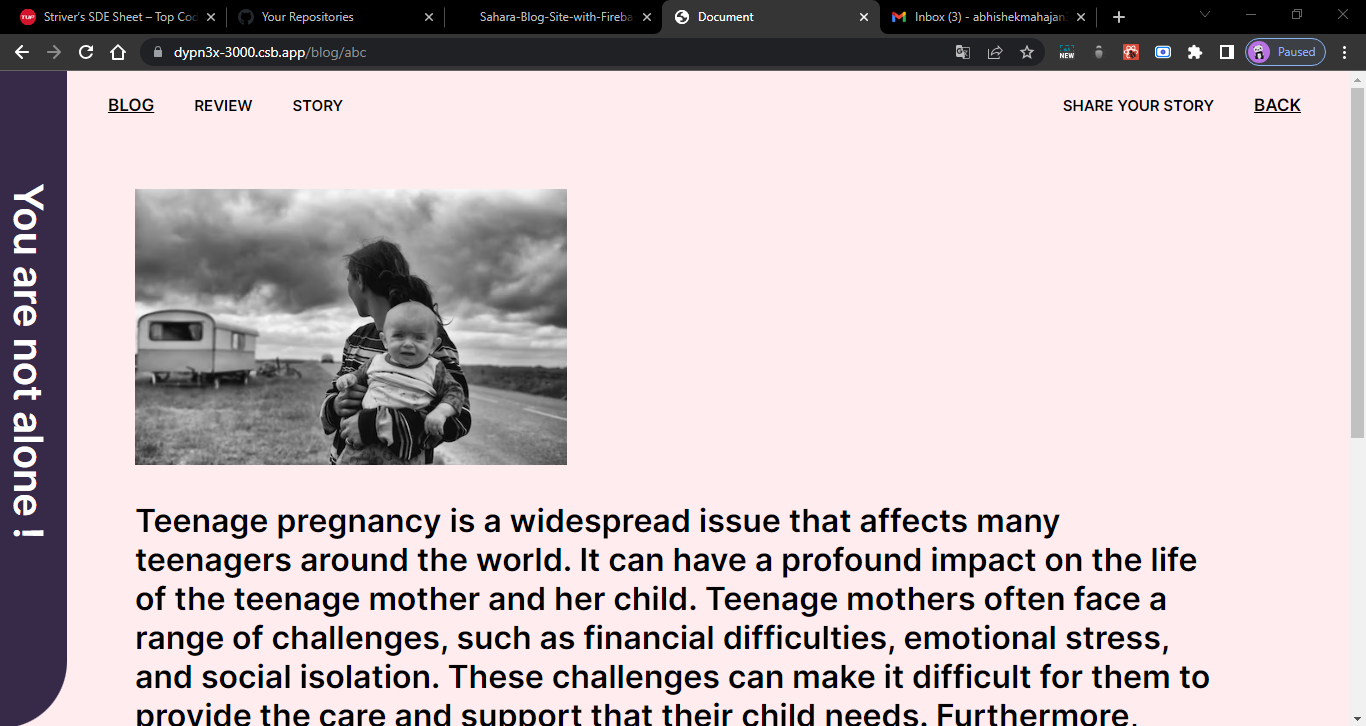 TUF Striver's SDE Sheet – Top Coc
Your Repositories
Sahara-Blog-Site-with-Fireba
Document
Inbox (3) - abhishekmahajan
dypn3x-3000.csb.app/blog/abc
NEW
Paused
BLOG REVIEW STORY SHARE YOUR STORY BACK
You are not alone !
Teenage pregnancy is a widespread issue that affects many
teenagers around the world. It can have a profound impact on the life
of the teenage mother and her child. Teenage mothers often face a
range of challenges, such as financial difficulties, emotional stress,
and social isolation. These challenges can make it difficult for them to
provide the care and support that their child needs. Furthermore,